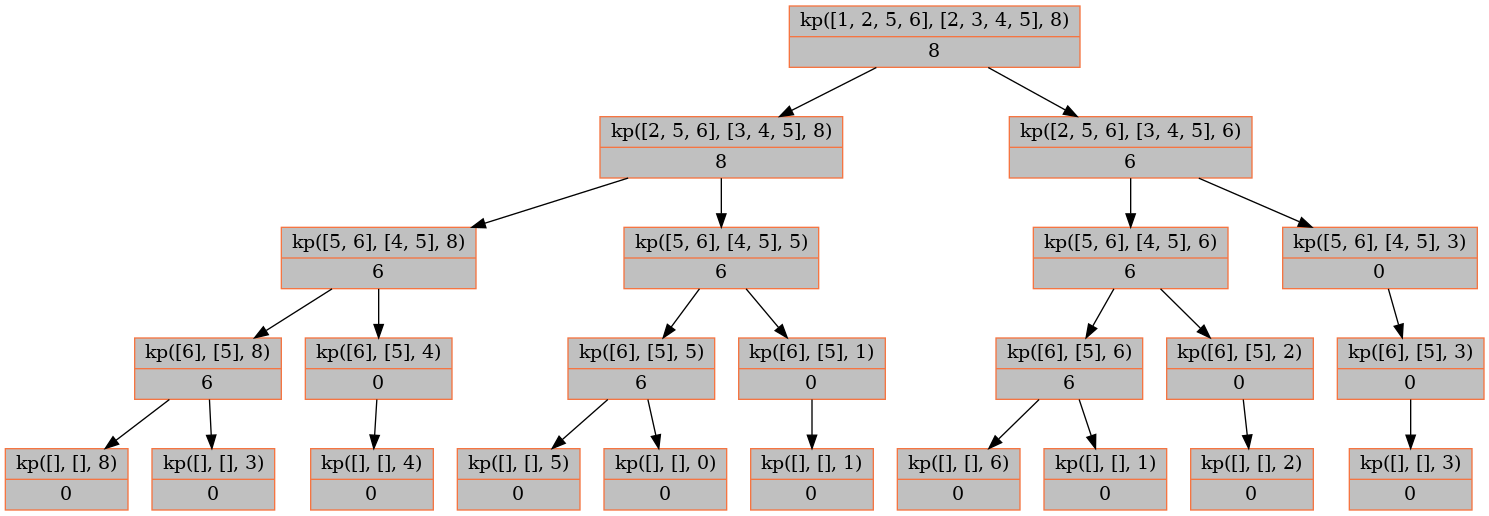 kp([1, 2, 5, 6], [2, 3, 4, 5], 8)
8
kp([2, 5, 6], [3, 4, 5], 8)
8
kp([2, 5, 6], [3, 4, 5], 6)
6
kp([5, 6], [4, 5], 8)
6
kp([5, 6], [4, 5], 5)
6
kp([5, 6], [4, 5], 6)
6
kp([5, 6], [4, 5], 3)
0
kp([6], [5], 8)
6
kp([6], [5], 4)
0
kp([6], [5], 5)
6
kp([6], [5], 1)
0
kp([6], [5], 6)
6
kp([6], [5], 2)
0
kp([6], [5], 3)
0
kp([], [], 8)
0
kp([], [], 3)
0
kp([], [], 4)
0
kp([], [], 5)
0
kp([], [], 0)
0
kp([], [], 1)
0
kp([], [], 6)
0
kp([], [], 1)
0
kp([], [], 2)
0
kp([], [], 3)
0